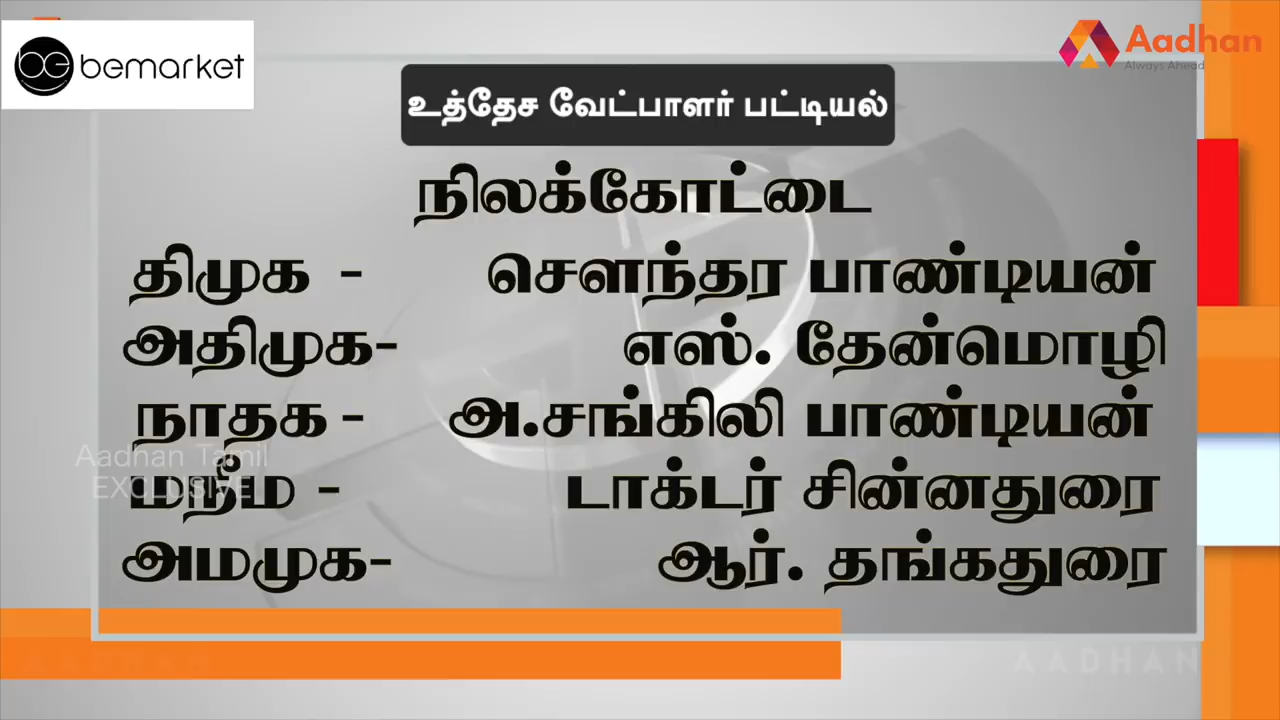 bemarket
Aadhan
Always Ahead
உத்தேச வேட்பாளர் பட்டியல்
நிலக்கோட்டை
திமுக - சௌந்தர பாண்டியன்
அதிமுக- எஸ். தேன்மொழி
நாதக - அ.சங்கிலி பாண்டியன்
மநீம - டாக்டர் சின்னதுரை
அமமுக- ஆர். தங்கதுரை
Aadhan Tamil
EXCLUSIVE
AADHAN
AADHAN